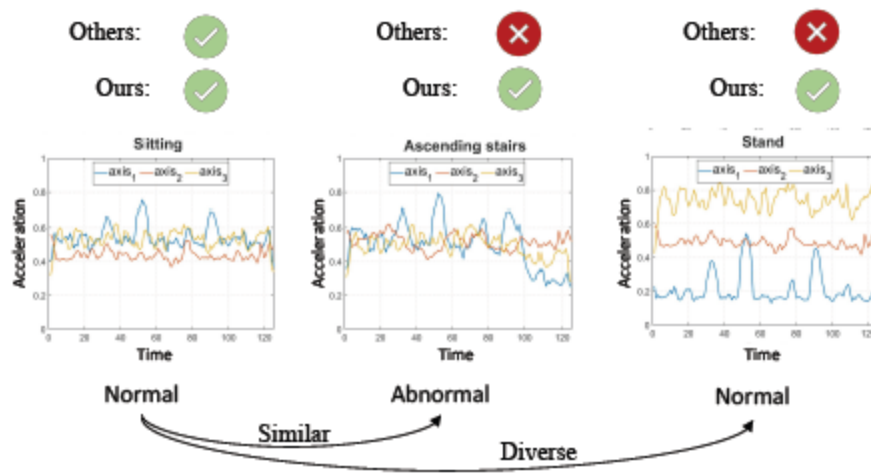 Others:
Ours:
Others:
Ours:
Others:
Ours:
Sitting
axis1 axis2 axis3
Acceleration
1
0.8
0.6
0.4
0.2
0
0 20 40 60 80 100 120
Time
Ascending stairs
axis1 axis2 axis3
Acceleration
1
0.8
0.6
0.4
0.2
0
0 20 40 60 80 100 120
Time
Stand
axis1 axis2 axis3
Acceleration
0.8
0.6
0.4
0.2
0
0 20 40 60 80 100 120
Time
Normal
Abnormal
Normal
Similar
Diverse